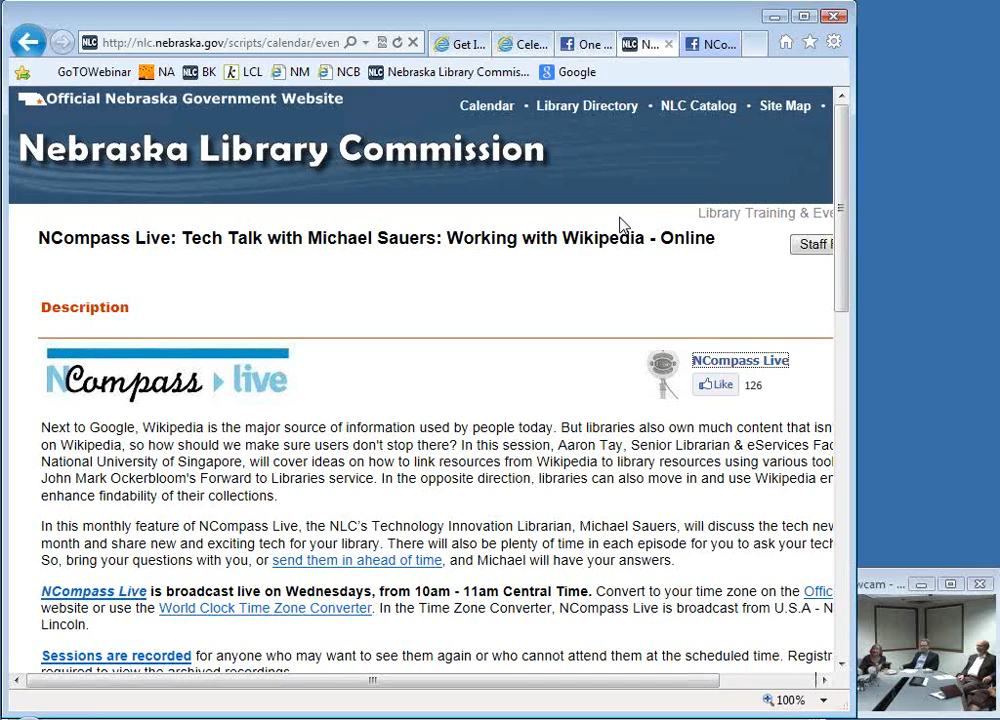 http://nlc.nebraska.gov/scripts/calendar/even
Get I... Cele... One ... NLC N... NCo...
GoTOWebinar NA NLC BK k LCL NM NCB NLC Nebraska Library Commis... Google
Official Nebraska Government Website
Calendar • Library Directory • NLC Catalog • Site Map •
Nebraska Library Commission
Library Training & Eve
NCompass Live: Tech Talk with Michael Sauers: Working with Wikipedia - Online
Staff
Description
NCompass live
NCompass Live
Like 126
Next to Google, Wikipedia is the major source of information used by people today. But libraries also own much content that isn
on Wikipedia, so how should we make sure users don't stop there? In this session, Aaron Tay, Senior Librarian & eServices Fac
National University of Singapore, will cover ideas on how to link resources from Wikipedia to library resources using various too
John Mark Ockerbloom's Forward to Libraries service. In the opposite direction, libraries can also move in and use Wikipedia en
enhance findability of their collections.
In this monthly feature of NCompass Live, the NLC's Technology Innovation Librarian, Michael Sauers, will discuss the tech new
month and share new and exciting tech for your library. There will also be plenty of time in each episode for you to ask your tech
So, bring your questions with you, or send them in ahead of time, and Michael will have your answers.
NCompass Live is broadcast live on Wednesdays, from 10am - 11am Central Time. Convert to your time zone on the Offic
website or use the World Clock Time Zone Converter. In the Time Zone Converter, NCompass Live is broadcast from U.S.A - N
Lincoln.
Sessions are recorded for anyone who may want to see them again or who cannot attend them at the scheduled time. Registr
required to view the archived recordings.
100%
wcam - ...